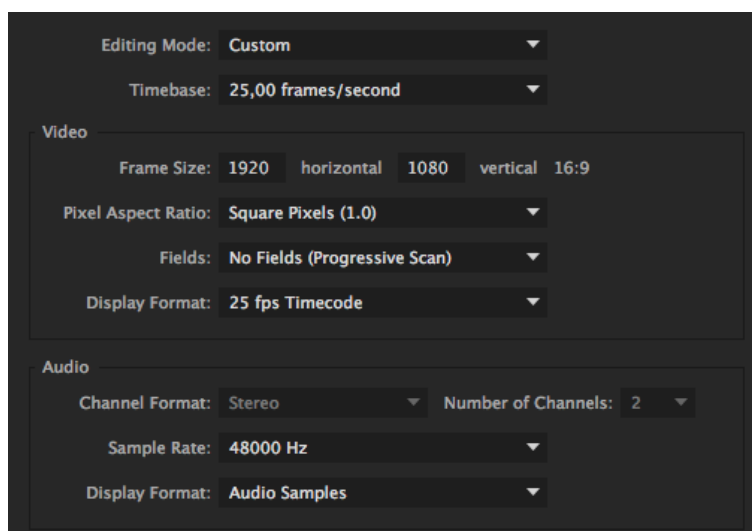 Editing Mode: Custom
Timebase: 25,00 frames/second
Video
Frame Size: 1920 horizontal 1080 vertical 16:9
Pixel Aspect Ratio: Square Pixels (1.0)
Fields: No Fields (Progressive Scan)
Display Format: 25 fps Timecode
Audio
Channel Format: Stereo Number of Channels: 2
Sample Rate: 48000 Hz
Display Format: Audio Samples